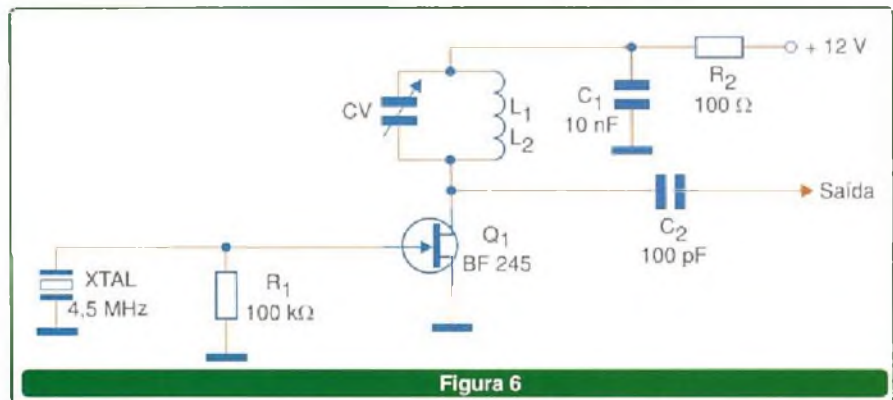 + 12 V
R2
100 Ω
C1
10 nF
CV
L1
L2
Saída
C2
100 pF
Q1
BF 245
XTAL
4,5 MHz
R1
100 kΩ
Figura 6